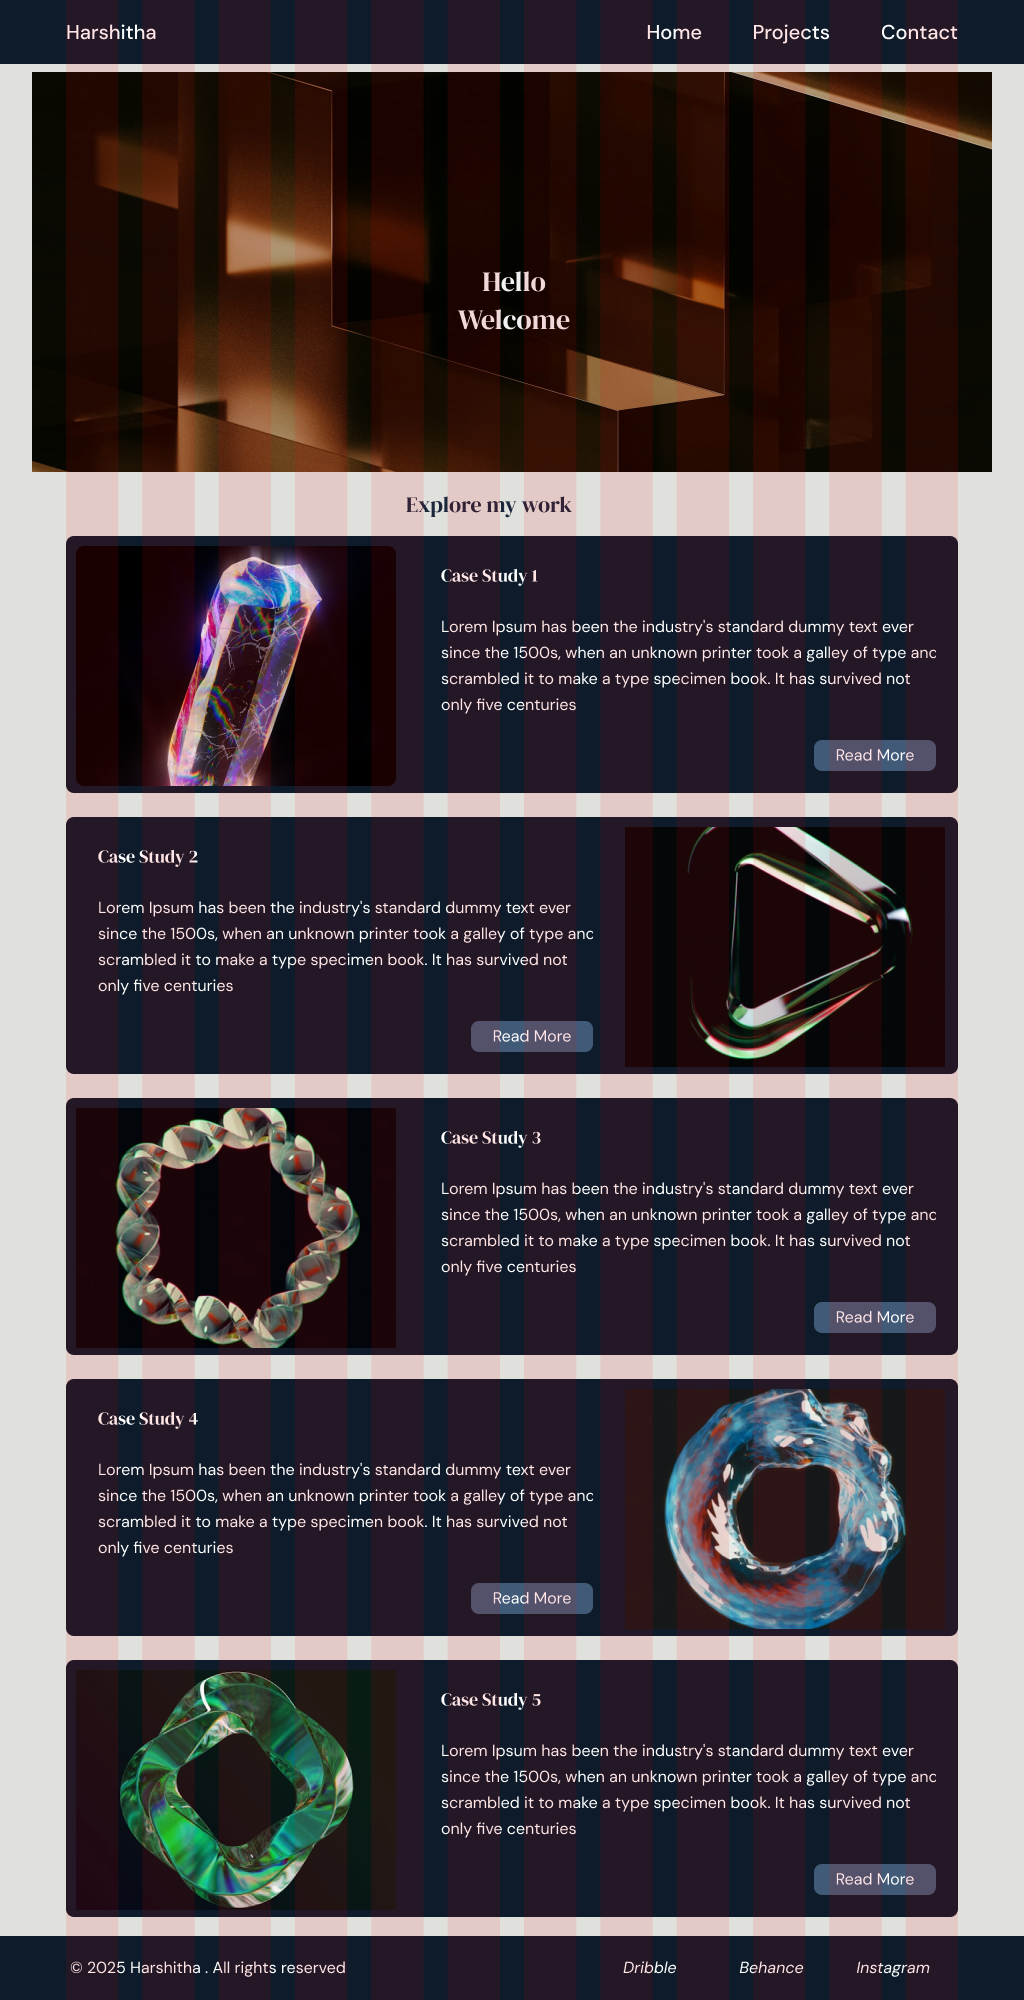 Harshitha Home Projects Contact
Hello
Welcome
Explore my work
Case Study 1
Lorem Ipsum has been the industry's standard dummy text ever
since the 1500s, when an unknown printer took a galley of type and
scrambled it to make a type specimen book. It has survived not
only five centuries
Read More
Case Study 2
Lorem Ipsum has been the industry's standard dummy text ever
since the 1500s, when an unknown printer took a galley of type and
scrambled it to make a type specimen book. It has survived not
only five centuries
Read More
Case Study 3
Lorem Ipsum has been the industry's standard dummy text ever
since the 1500s, when an unknown printer took a galley of type and
scrambled it to make a type specimen book. It has survived not
only five centuries
Read More
Case Study 4
Lorem Ipsum has been the industry's standard dummy text ever
since the 1500s, when an unknown printer took a galley of type and
scrambled it to make a type specimen book. It has survived not
only five centuries
Read More
Case Study 5
Lorem Ipsum has been the industry's standard dummy text ever
since the 1500s, when an unknown printer took a galley of type and
scrambled it to make a type specimen book. It has survived not
only five centuries
Read More
© 2025 Harshitha . All rights reserved Dribble Behance Instagram